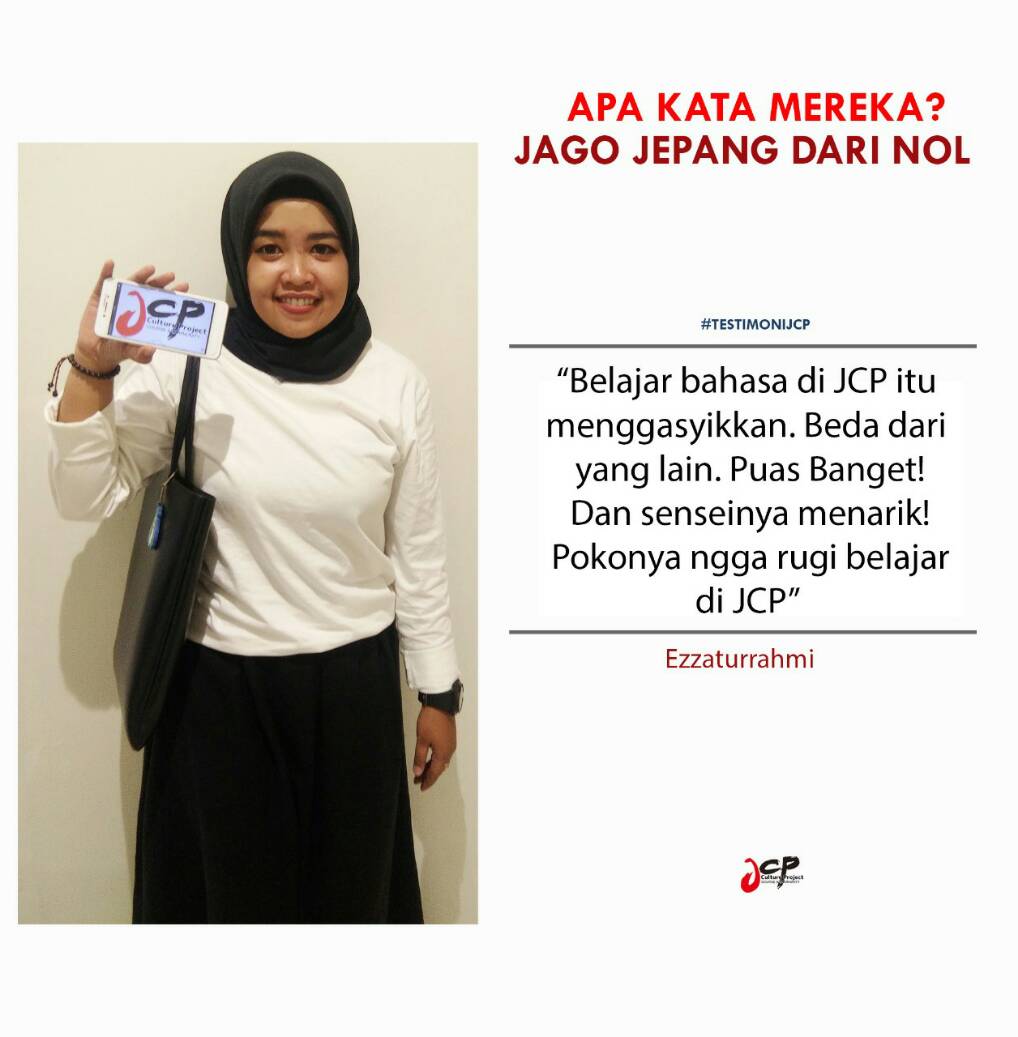 APA KATA MEREKA?
JAGO JEPANG DARI NOL
JCP
Culture Project
#TESTIMONIJCP
“Belajar bahasa di JCP itu
menggasyikkan. Beda dari
yang lain. Puas Banget!
Dan senseinya menarik!
Pokonya ngga rugi belajar
di JCP”
Ezzaturrahmi
JCP
Culture Project